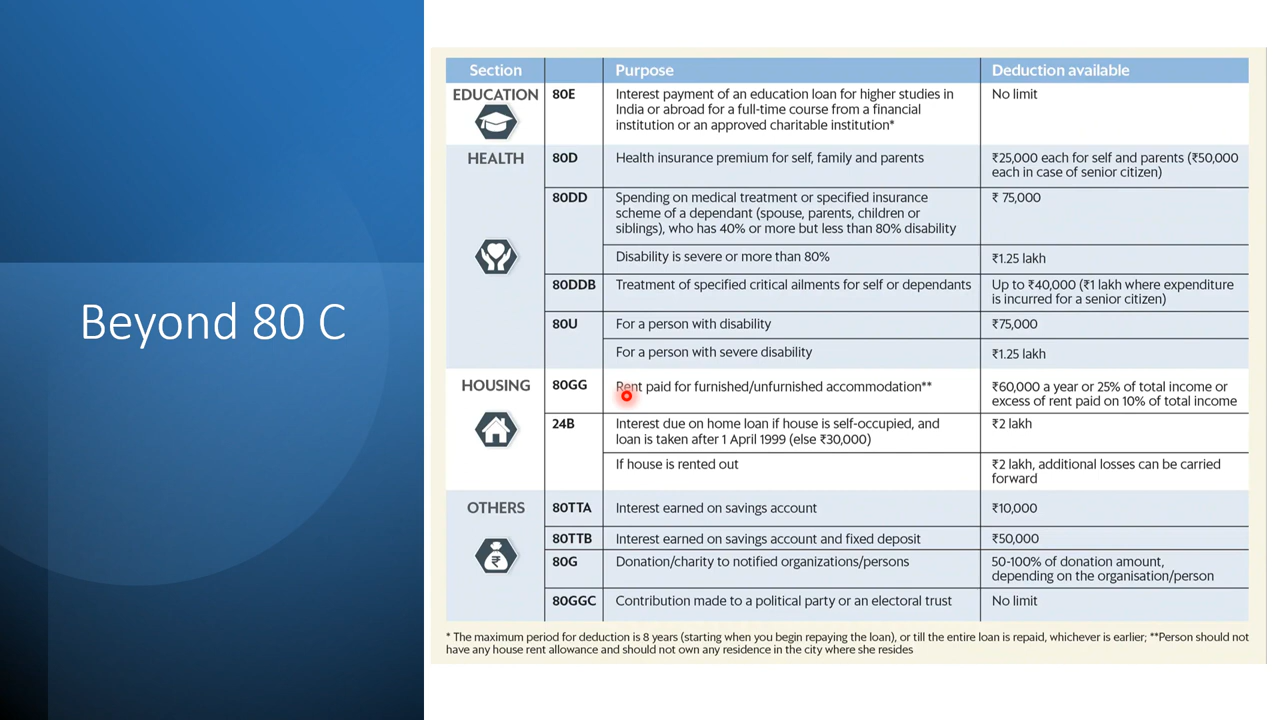 Beyond 80 C
Section Purpose Deduction available
EDUCATION 80E Interest payment of an education loan for higher studies in No limit
India or abroad for a full-time course from a financial
institution or an approved charitable institution*
HEALTH 80D Health insurance premium for self, family and parents ₹25,000 each for self and parents (₹50,000
each in case of senior citizen)
80DD Spending on medical treatment or specified insurance ₹ 75,000
scheme of a dependant (spouse, parents, children or
siblings), who has 40% or more but less than 80% disability
Disability is severe or more than 80% ₹1.25 lakh
80DDB Treatment of specified critical ailments for self or dependants Up to ₹40,000 (₹1 lakh where expenditure
is incurred for a senior citizen)
80U For a person with disability ₹75,000
For a person with severe disability ₹1.25 lakh
HOUSING 80GG Rent paid for furnished/unfurnished accommodation** ₹60,000 a year or 25% of total income or
excess of rent paid on 10% of total income
24B Interest due on home loan if house is self-occupied, and ₹2 lakh
loan is taken after 1 April 1999 (else ₹30,000)
If house is rented out ₹2 lakh, additional losses can be carried
forward
OTHERS 80TTA Interest earned on savings account ₹10,000
80TTB Interest earned on savings account and fixed deposit ₹50,000
80G Donation/charity to notified organizations/persons 50-100% of donation amount,
depending on the organisation/person
80GGC Contribution made to a political party or an electoral trust No limit
* The maximum period for deduction is 8 years (starting when you begin repaying the loan), or till the entire loan is repaid, whichever is earlier; **Person should not
have any house rent allowance and should not own any residence in the city where she resides